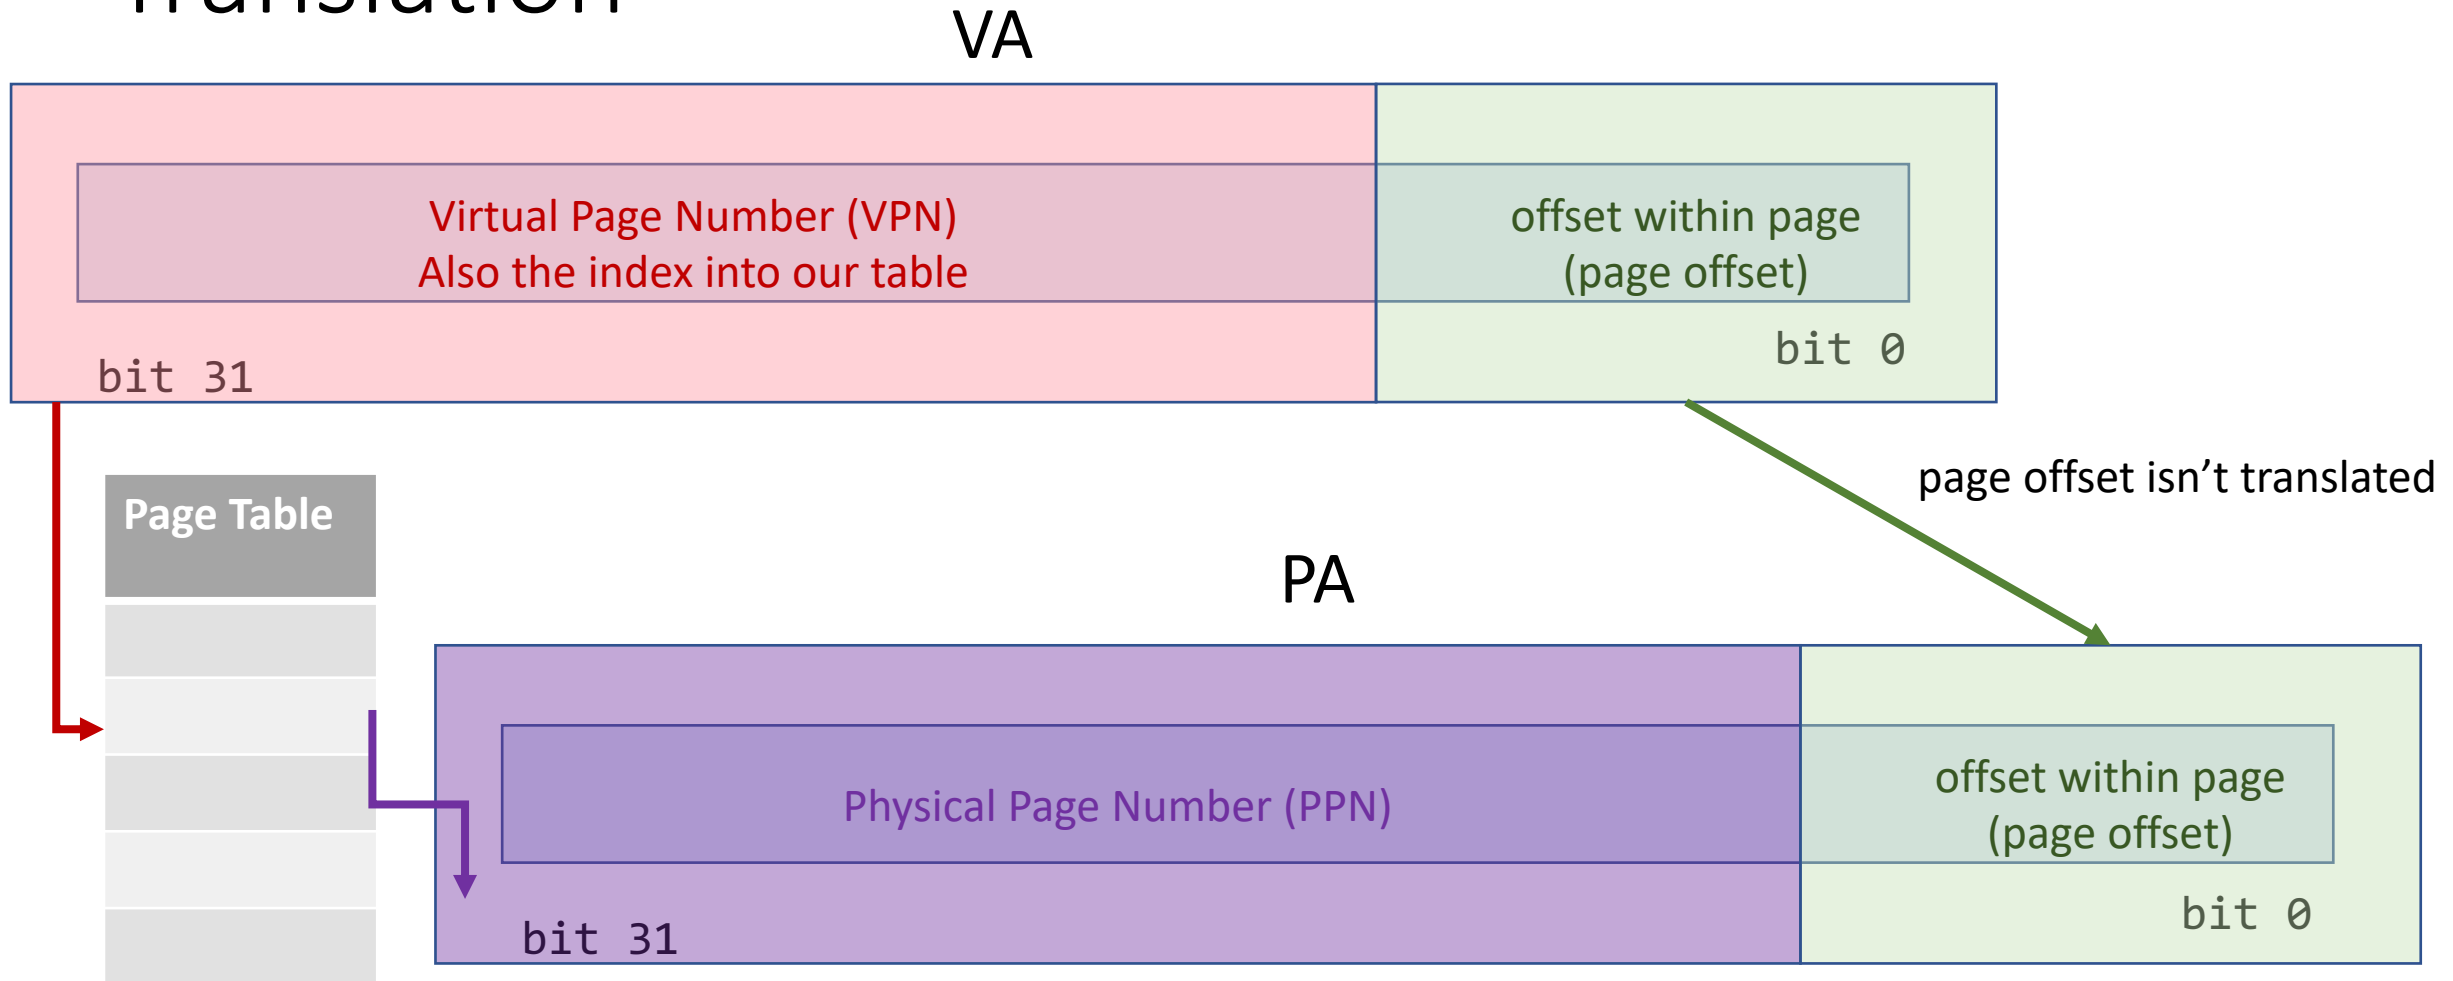 Translation
VA
Virtual Page Number (VPN)
Also the index into our table
offset within page
(page offset)
bit 31
bit 0
page offset isn’t translated
Page Table
PA
Physical Page Number (PPN)
offset within page
(page offset)
bit 31
bit 0